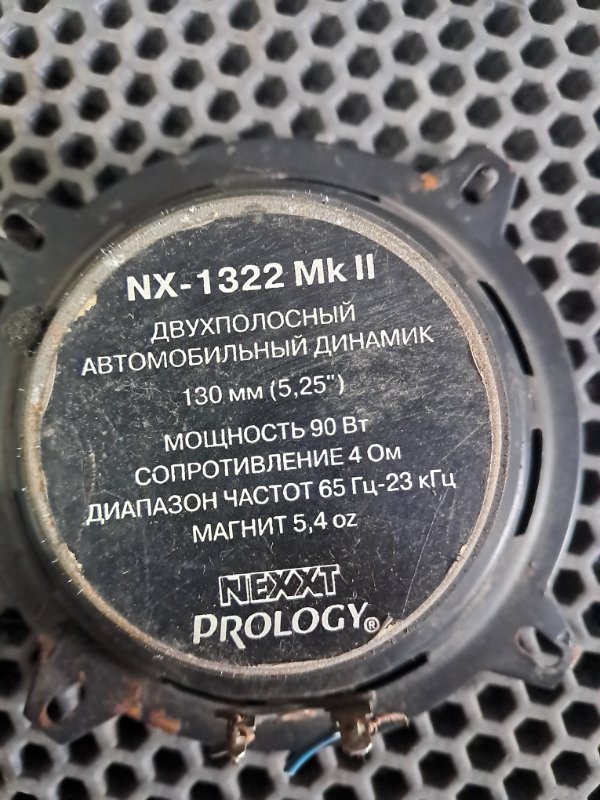 NX-1322 Mk II
ДВУХПОЛОСНЫЙ
АВТОМОБИЛЬНЫЙ ДИНАМИК
130 мм (5,25")
МОЩНОСТЬ 90 Вт
СОПРОТИВЛЕНИЕ 4 Ом
ДИАПАЗОН ЧАСТОТ 65 Гц-23 кГц
МАГНИТ 5,4 oz
NEXXT
PROLOGY®